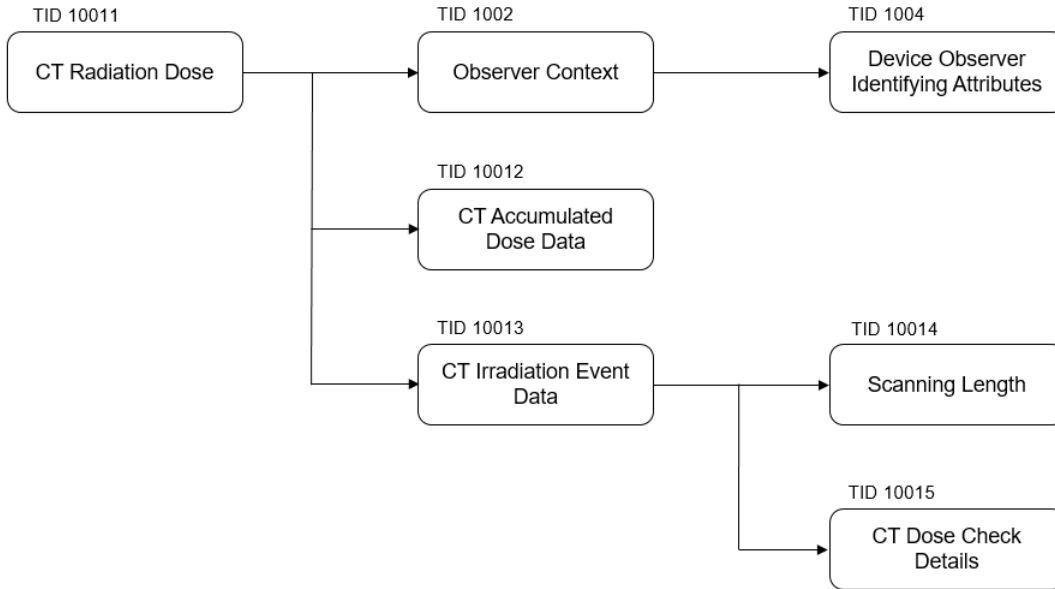 TID 10011
CT Radiation Dose
TID 1002
Observer Context
TID 1004
Device Observer
Identifying Attributes
TID 10012
CT Accumulated
Dose Data
TID 10013
CT Irradiation Event
Data
TID 10014
Scanning Length
TID 10015
CT Dose Check
Details